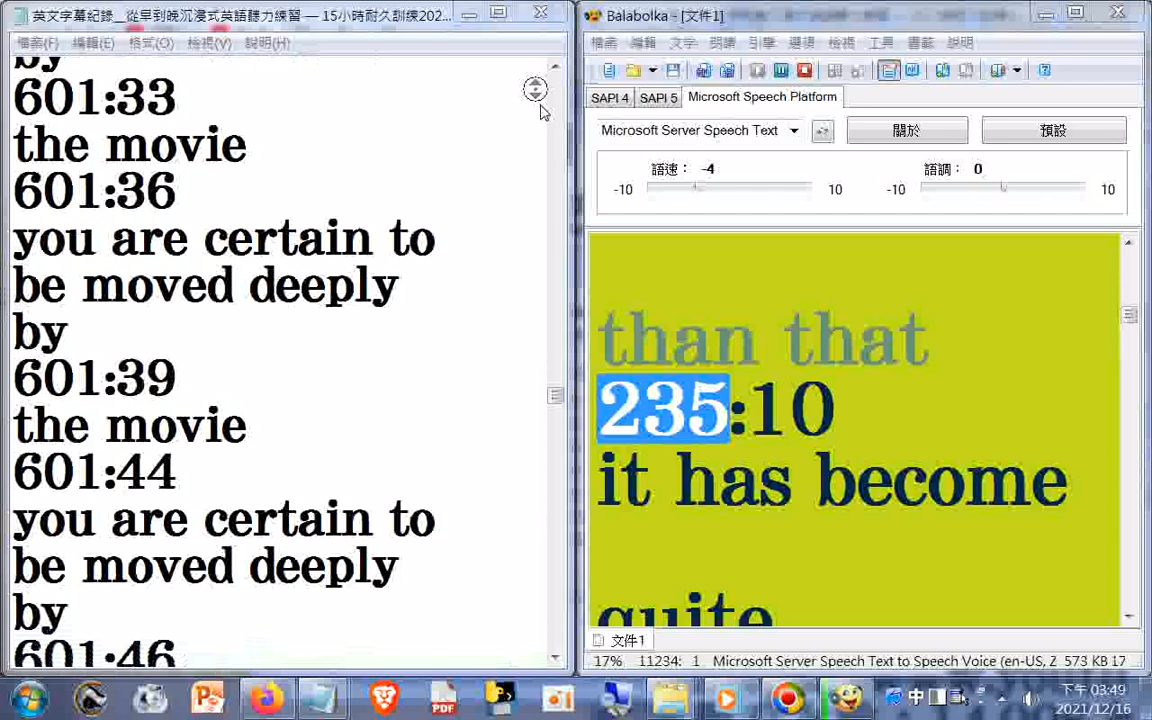 英文字幕紀錄__從早到晚沉浸式英語聽力練習 — 15小時耐久訓練202...
檔案(F) 編輯(E) 格式(O) 檢視(V) 說明(H)
by
601:33
the movie
601:36
you are certain to
be moved deeply
by
601:39
the movie
601:44
you are certain to
be moved deeply
by
601:46
Balabolka - [文件1]
檔案 編輯 文字 朗讀 引擎 選項 檢視 工具 書籤 說明
SAPI 4 SAPI 5 Microsoft Speech Platform
Microsoft Server Speech Text 關於 預設
語速： -4 語調： 0
-10 10 -10 10
than that
235:10
it has become
quite
文件1
17% 11234: 1 Microsoft Server Speech Text to Speech Voice (en-US, Z 573 KB 17
PDF
中
下午 03:49
2021/12/16